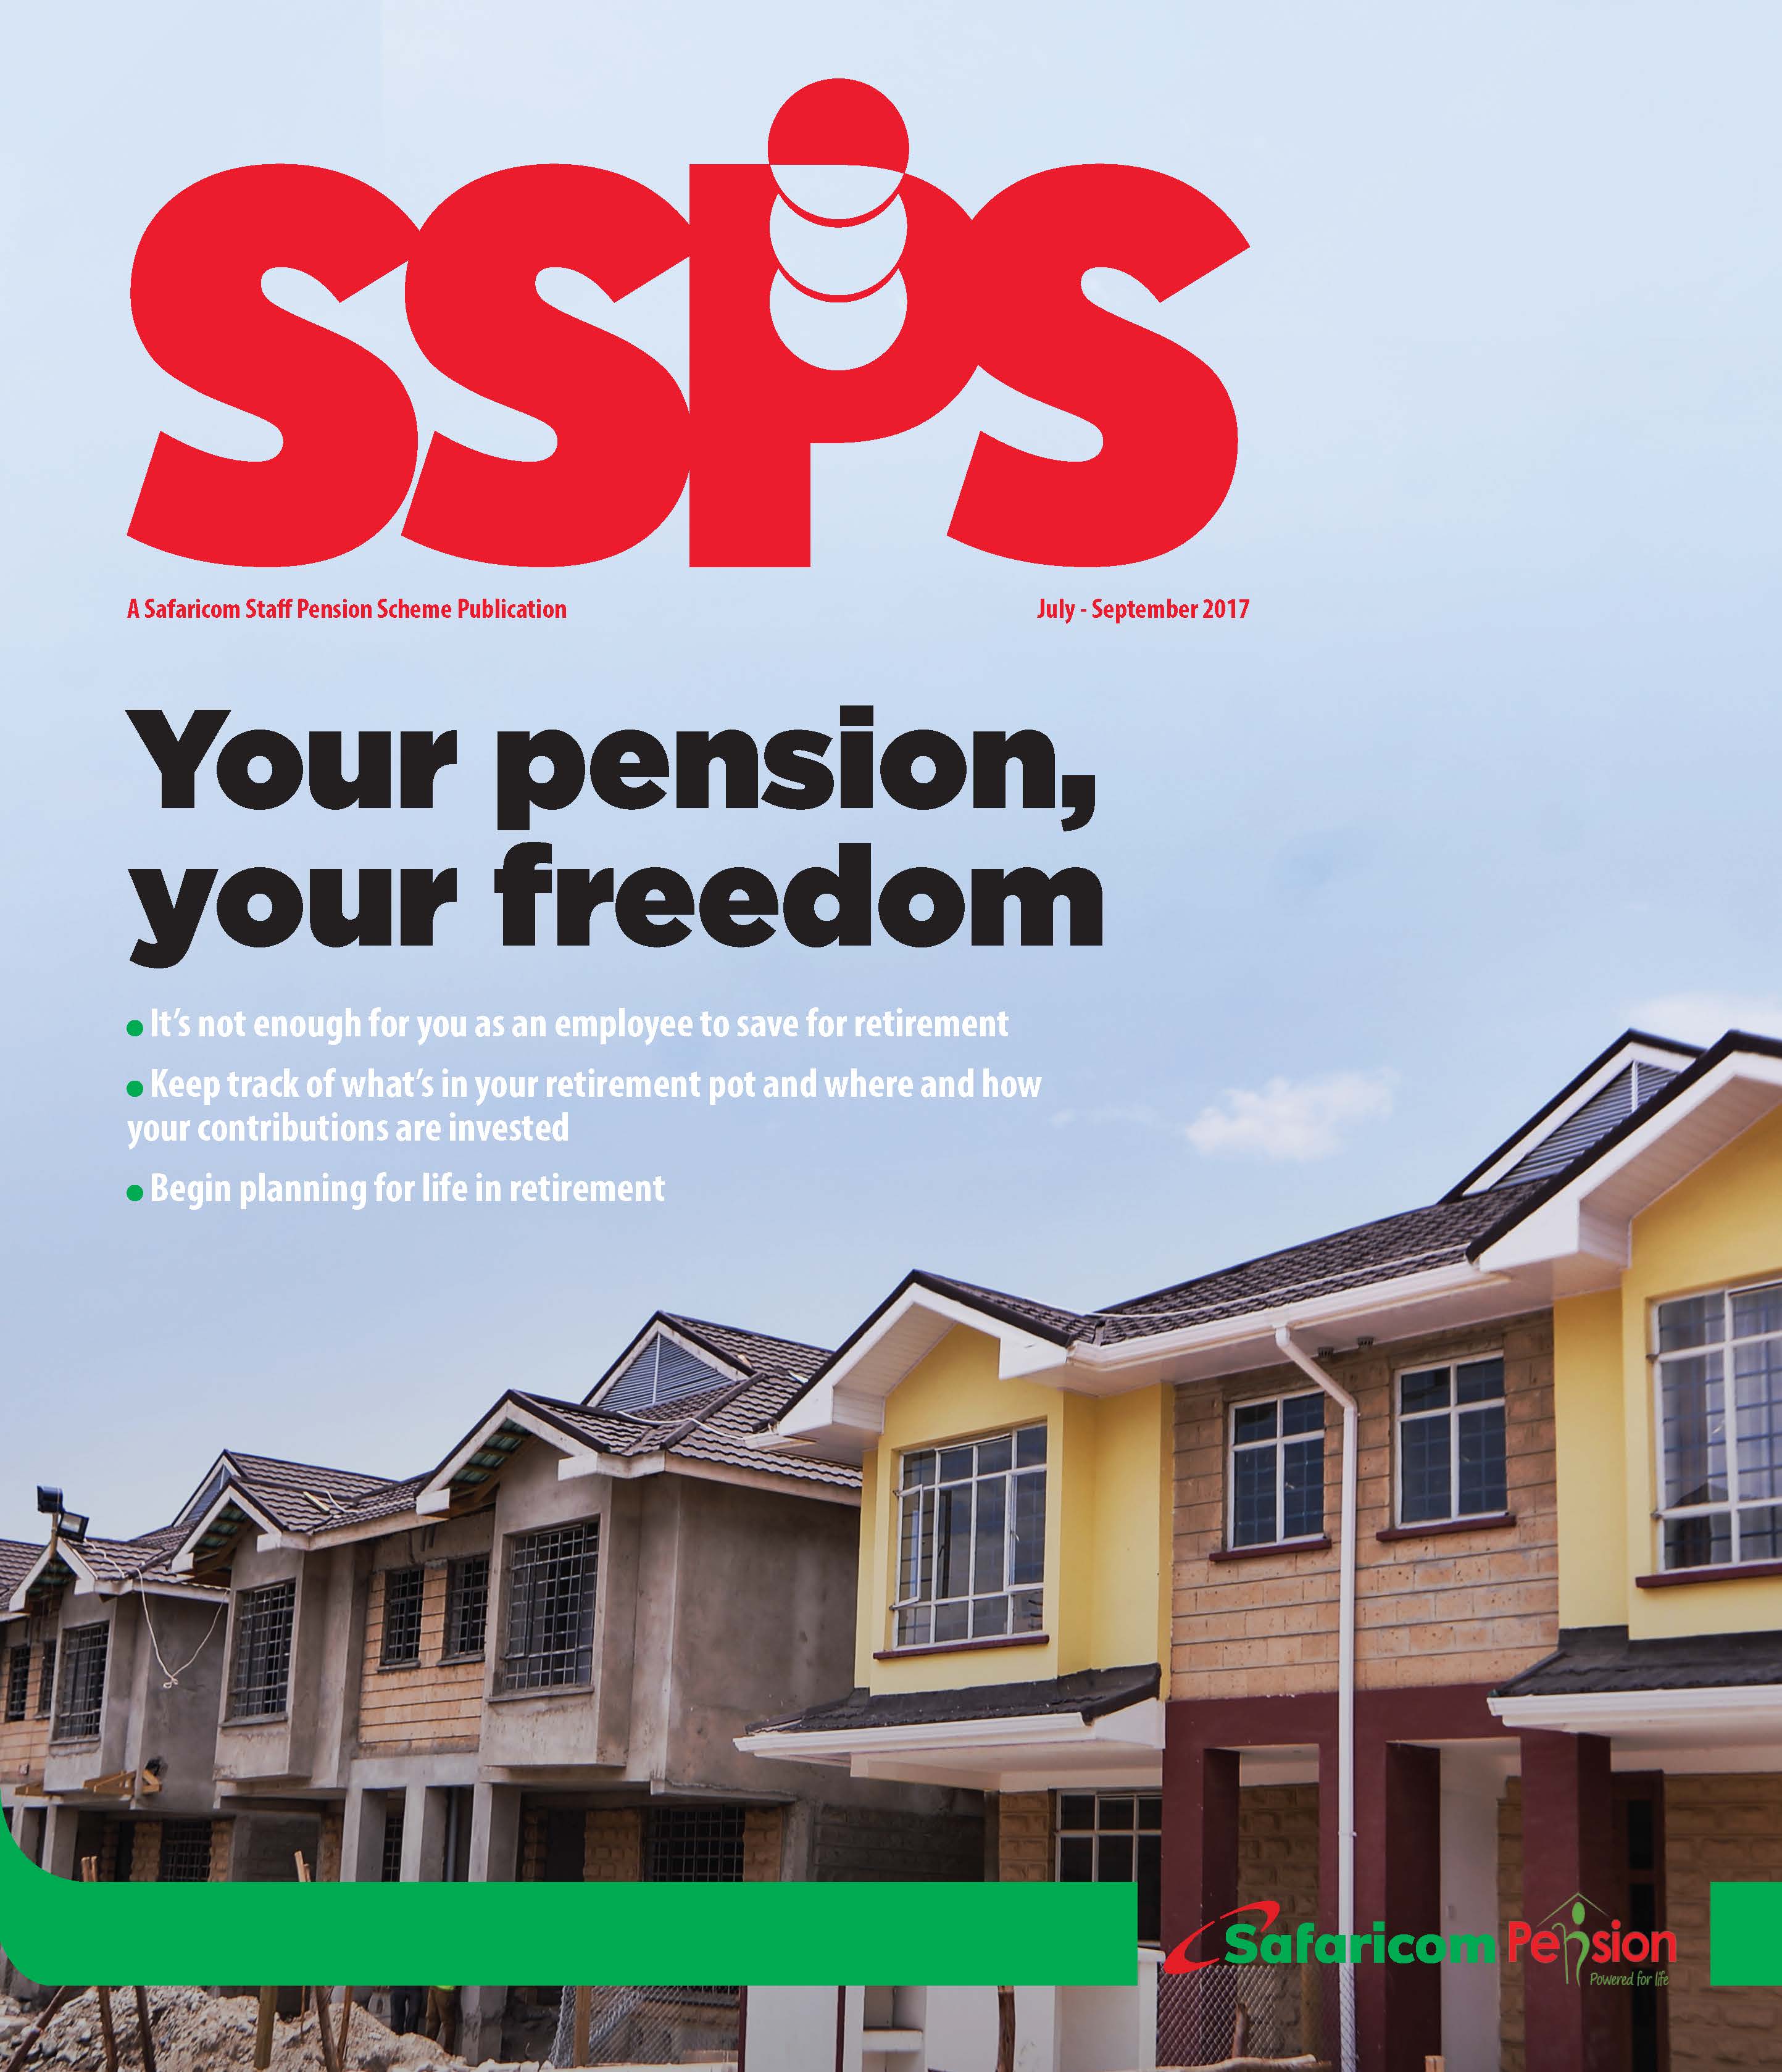 SSPS
A Safaricom Staff Pension Scheme Publication
July - September 2017
Your pension,
your freedom
• It's not enough for you as an employee to save for retirement
• Keep track of what's in your retirement pot and where and how
your contributions are invested
• Begin planning for life in retirement
Safaricom Pension
Powered for life